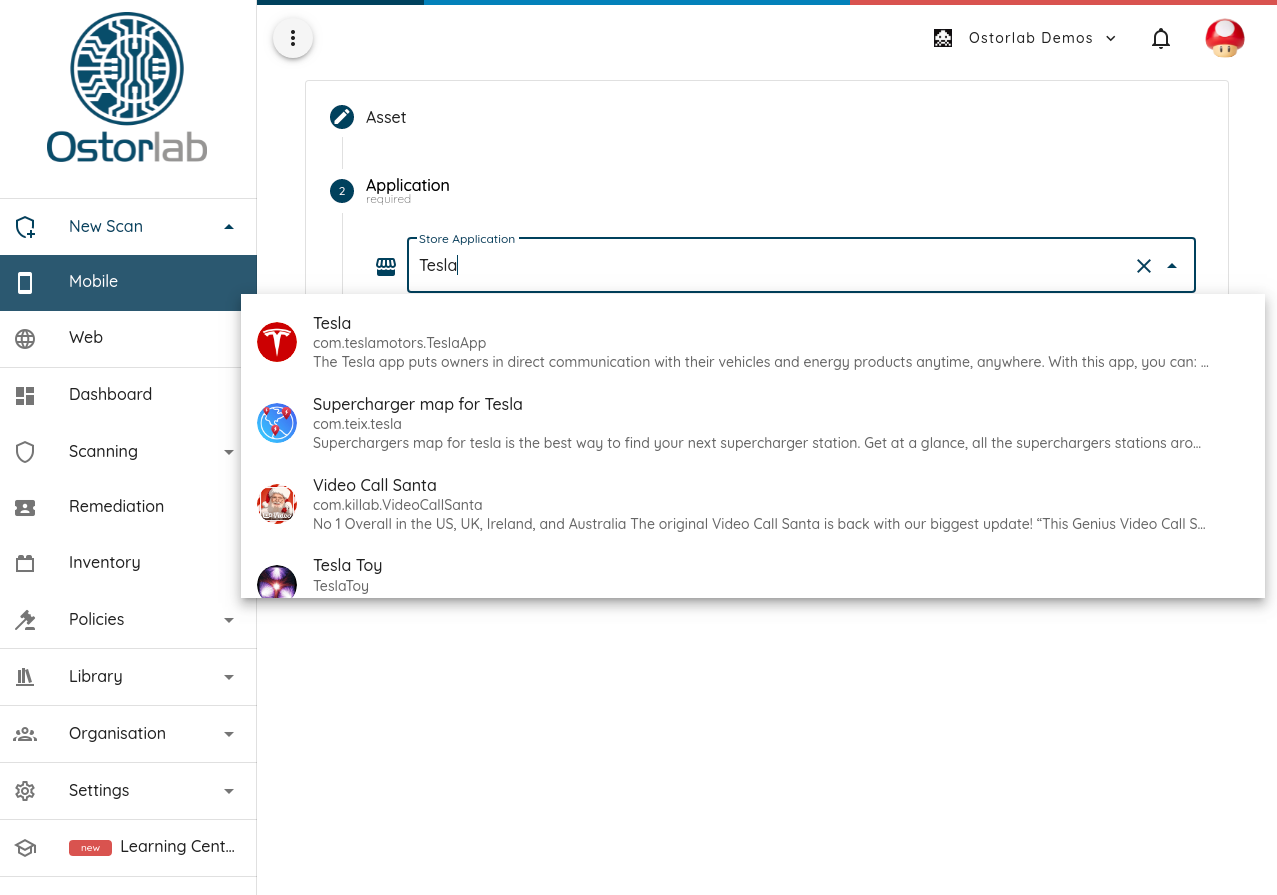 Ostorlab
New Scan
Mobile
Web
Dashboard
Scanning
Remediation
Inventory
Policies
Library
Organisation
Settings
new Learning Cent...
Ostorlab Demos
Asset
2 Application
required
Store Application
Tesla
Tesla
com.teslamotors.TeslaApp
The Tesla app puts owners in direct communication with their vehicles and energy products anytime, anywhere. With this app, you can: ...
Supercharger map for Tesla
com.teix.tesla
Superchargers map for tesla is the best way to find your next supercharger station. Get at a glance, all the superchargers stations aro...
Video Call Santa
com.killab.VideoCallSanta
No 1 Overall in the US, UK, Ireland, and Australia The original Video Call Santa is back with our biggest update! “This Genius Video Call S...
Tesla Toy
TeslaToy